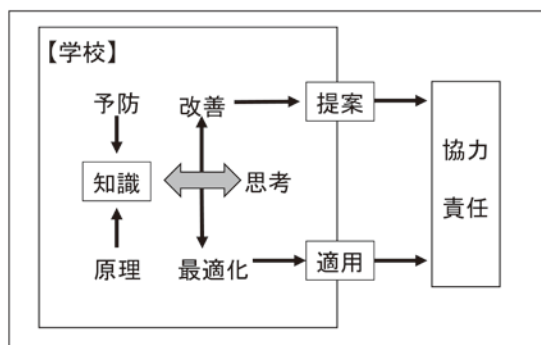 【学校】
予防
改善
提案
知識
思考
協力
責任
原理
最適化
適用